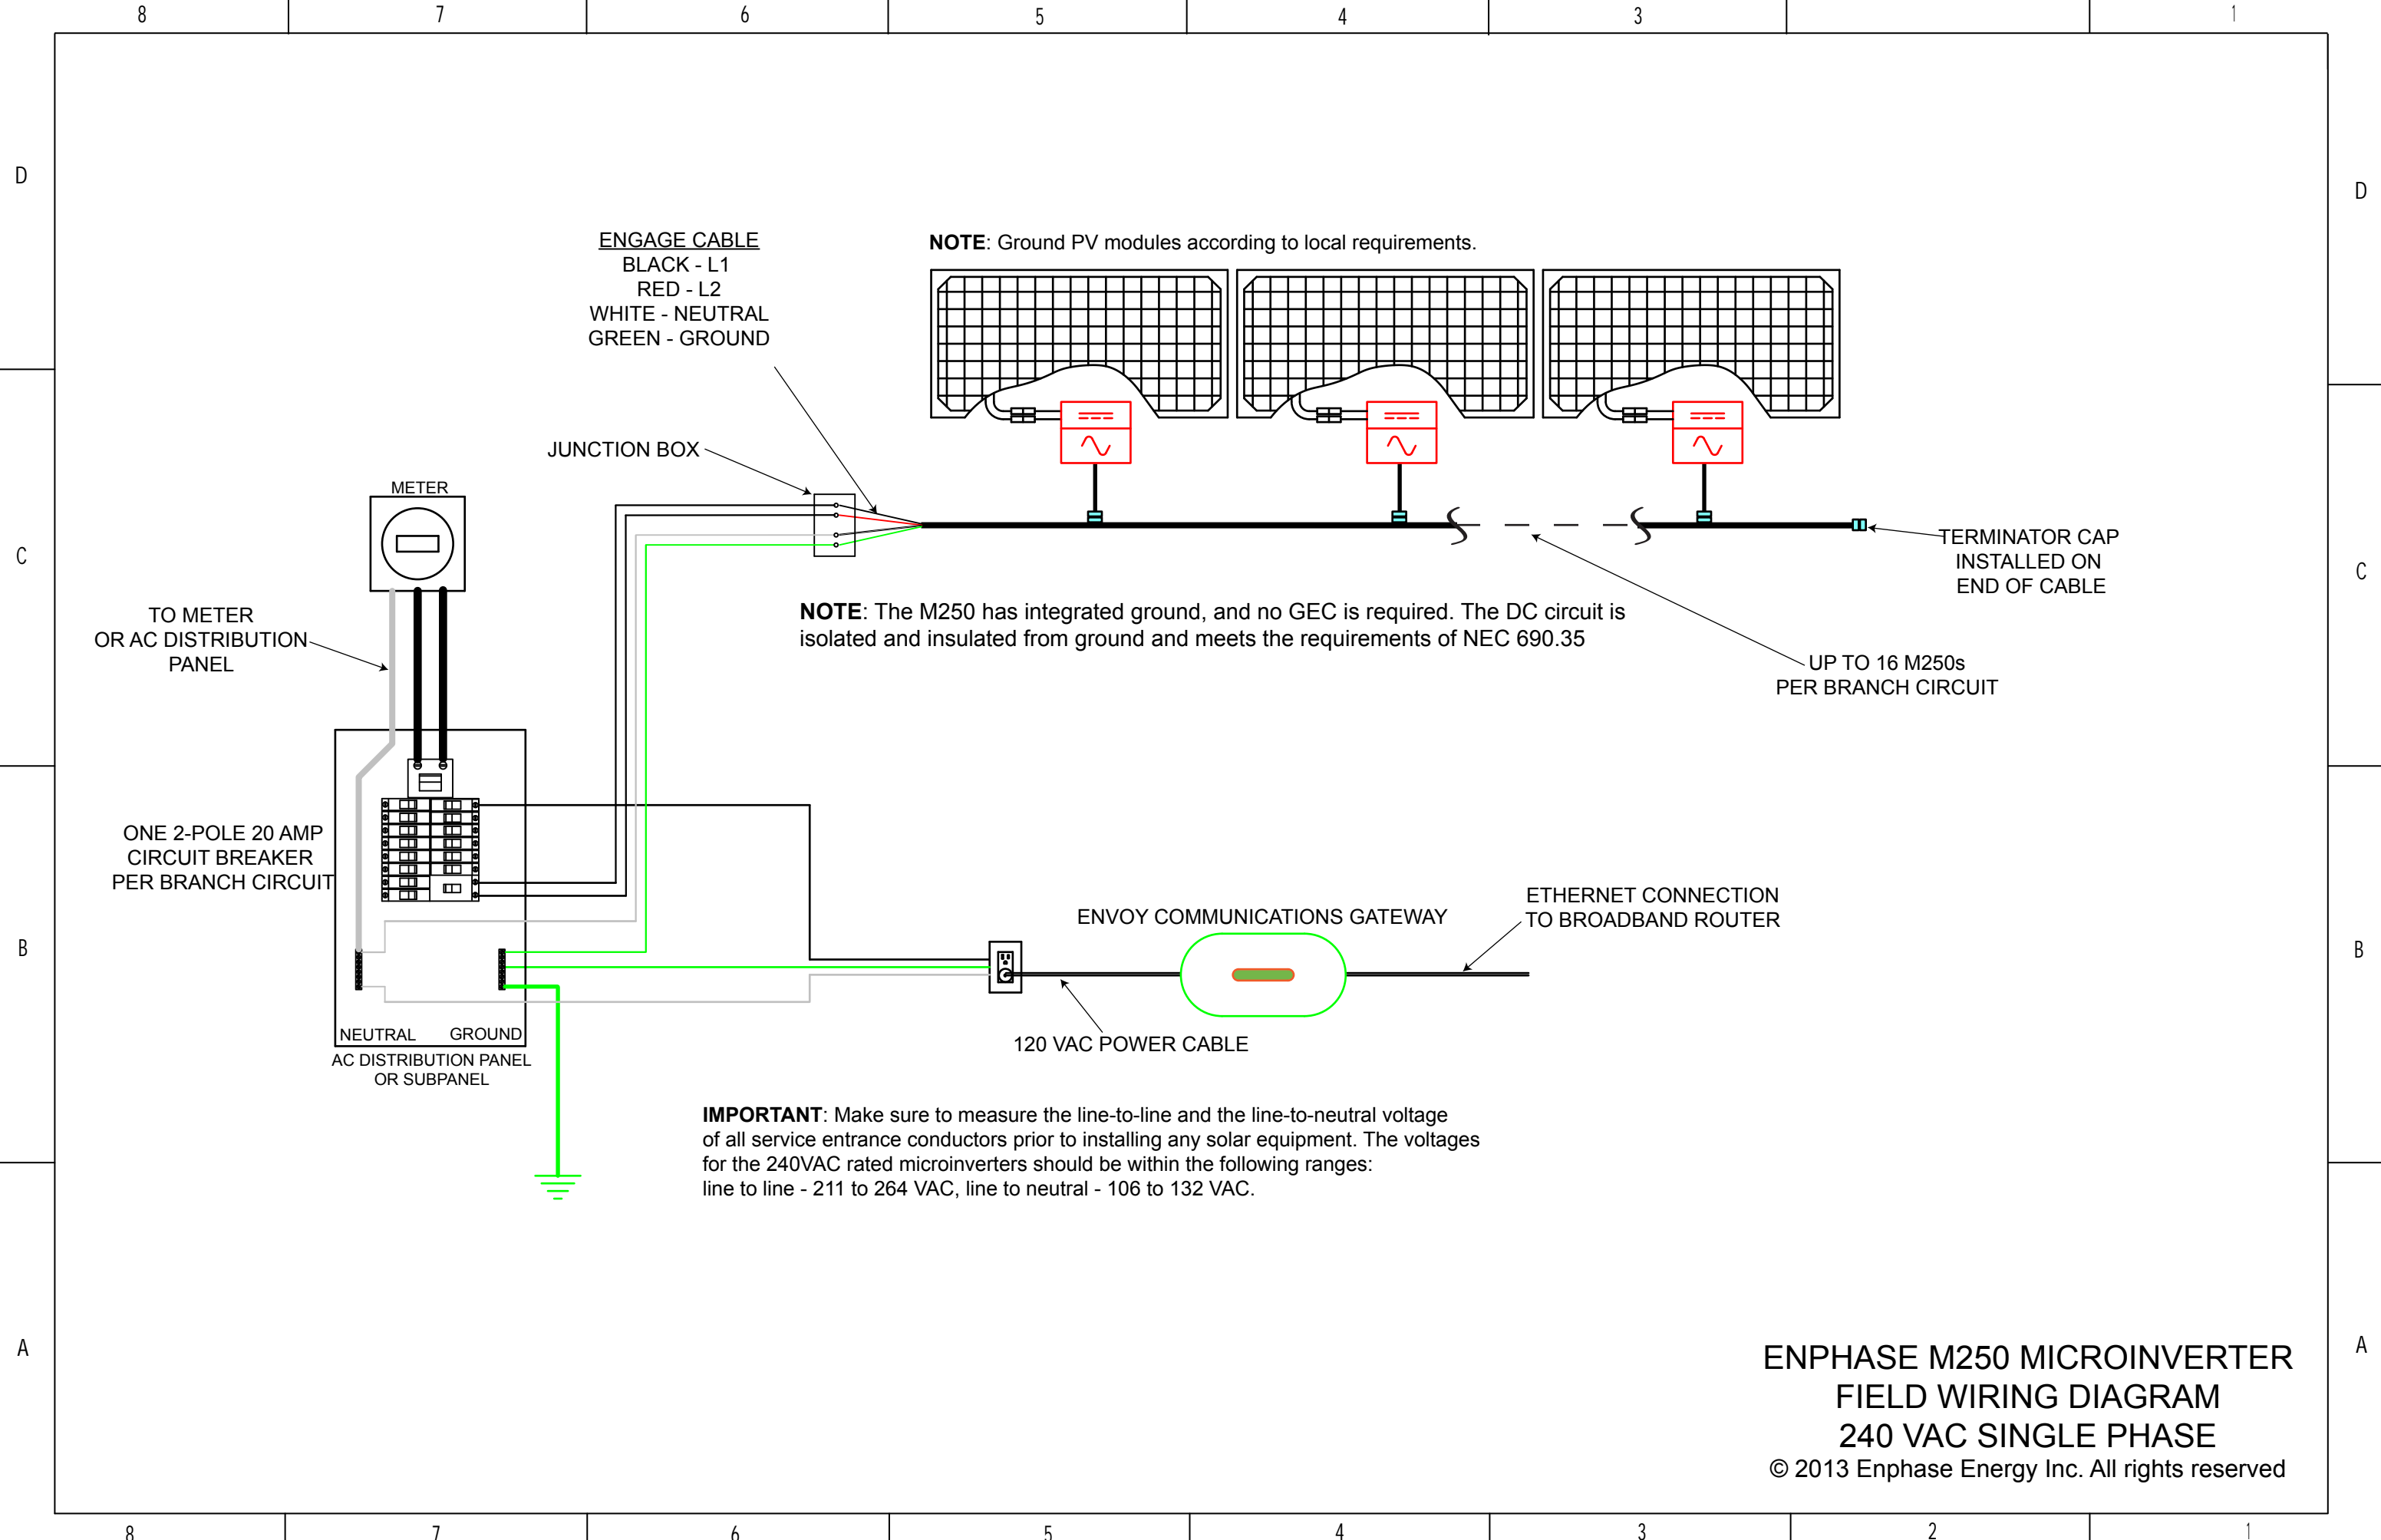 8 7 6 5 4 3 1
D
D
ENGAGE CABLE
BLACK - L1
RED - L2
WHITE - NEUTRAL
GREEN - GROUND
NOTE: Ground PV modules according to local requirements.
JUNCTION BOX
METER
C
C
TERMINATOR CAP
INSTALLED ON
END OF CABLE
TO METER
OR AC DISTRIBUTION
PANEL
NOTE: The M250 has integrated ground, and no GEC is required. The DC circuit is
isolated and insulated from ground and meets the requirements of NEC 690.35
UP TO 16 M250s
PER BRANCH CIRCUIT
ONE 2-POLE 20 AMP
CIRCUIT BREAKER
PER BRANCH CIRCUIT
B
B
ENVOY COMMUNICATIONS GATEWAY
ETHERNET CONNECTION
TO BROADBAND ROUTER
NEUTRAL GROUND
AC DISTRIBUTION PANEL
OR SUBPANEL
120 VAC POWER CABLE
IMPORTANT: Make sure to measure the line-to-line and the line-to-neutral voltage
of all service entrance conductors prior to installing any solar equipment. The voltages
for the 240VAC rated microinverters should be within the following ranges:
line to line - 211 to 264 VAC, line to neutral - 106 to 132 VAC.
A
A
ENPHASE M250 MICROINVERTER
FIELD WIRING DIAGRAM
240 VAC SINGLE PHASE
© 2013 Enphase Energy Inc. All rights reserved
8 7 6 5 4 3 2 1